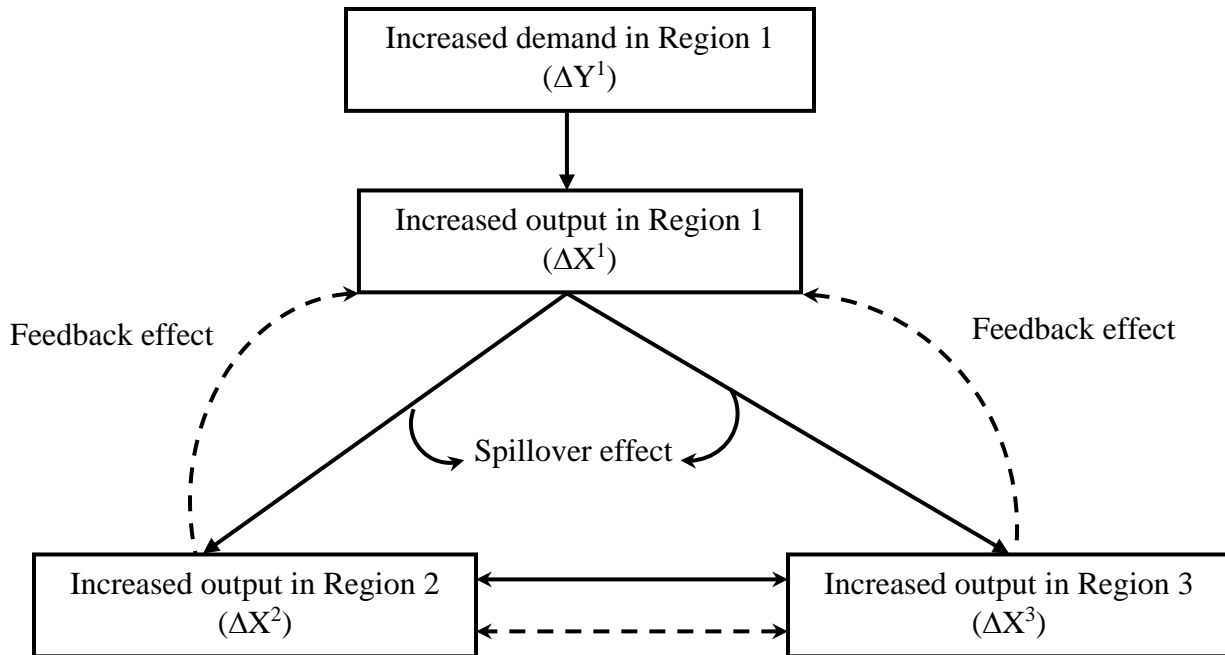 Increased demand in Region 1
(ΔY¹)
Increased output in Region 1
(ΔX¹)
Feedback effect
Feedback effect
Spillover effect
Increased output in Region 2
(ΔX²)
Increased output in Region 3
(ΔX³)